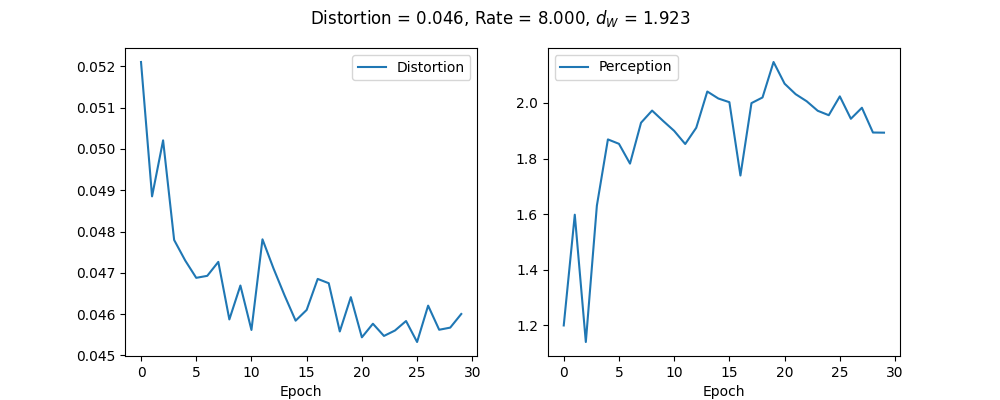 Distortion = 0.046, Rate = 8.000, d_W = 1.923
Distortion
0.052
0.051
0.050
0.049
0.048
0.047
0.046
0.045
0 5 10 15 20 25 30
Epoch
Perception
2.0
1.8
1.6
1.4
1.2
0 5 10 15 20 25 30
Epoch